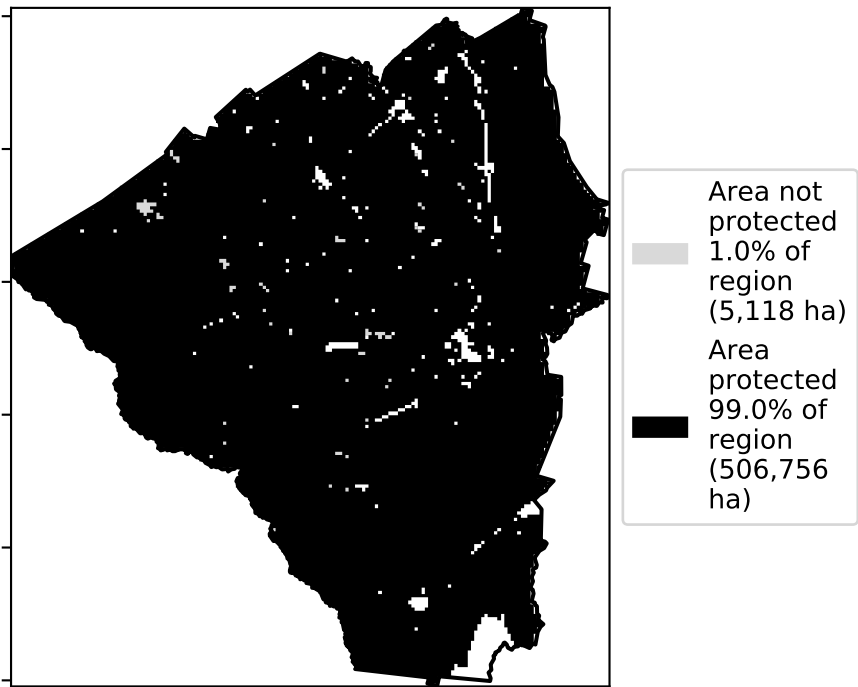 Area not
protected
1.0% of
region
(5,118 ha)
Area
protected
99.0% of
region
(506,756
ha)